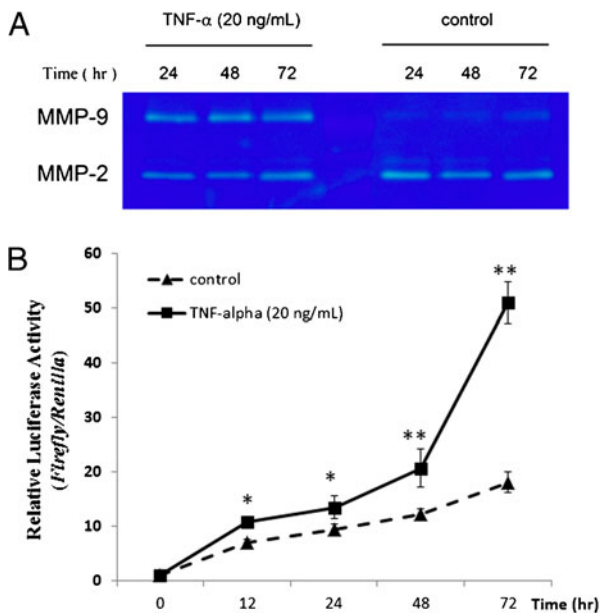 A
TNF-α (20 ng/mL) control
Time ( hr ) 24 48 72 24 48 72
MMP-9
MMP-2
B
Relative Luciferase Activity
(Firefly/Renilla)
60
50
40
30
20
10
0
control
TNF-alpha (20 ng/mL)
* * ** **
0 12 24 48 72 Time (hr)